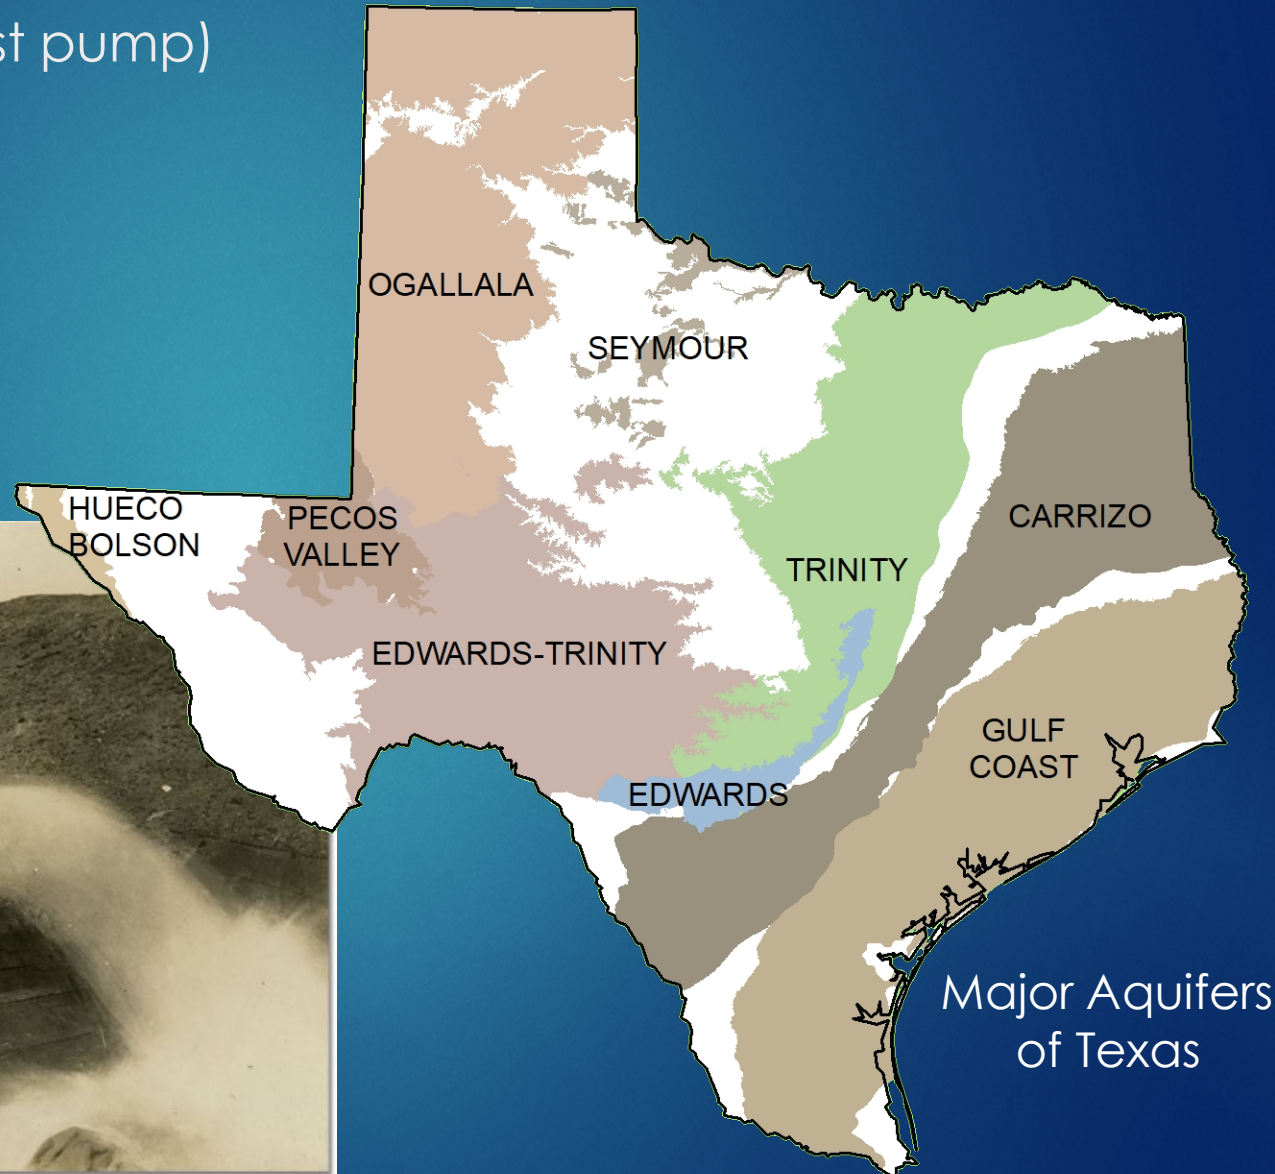 st pump)
OGALLALA
SEYMOUR
HUECO
BOLSON
PECOS
VALLEY
CARRIZO
TRINITY
EDWARDS-TRINITY
GULF
COAST
EDWARDS
Major Aquifers
of Texas